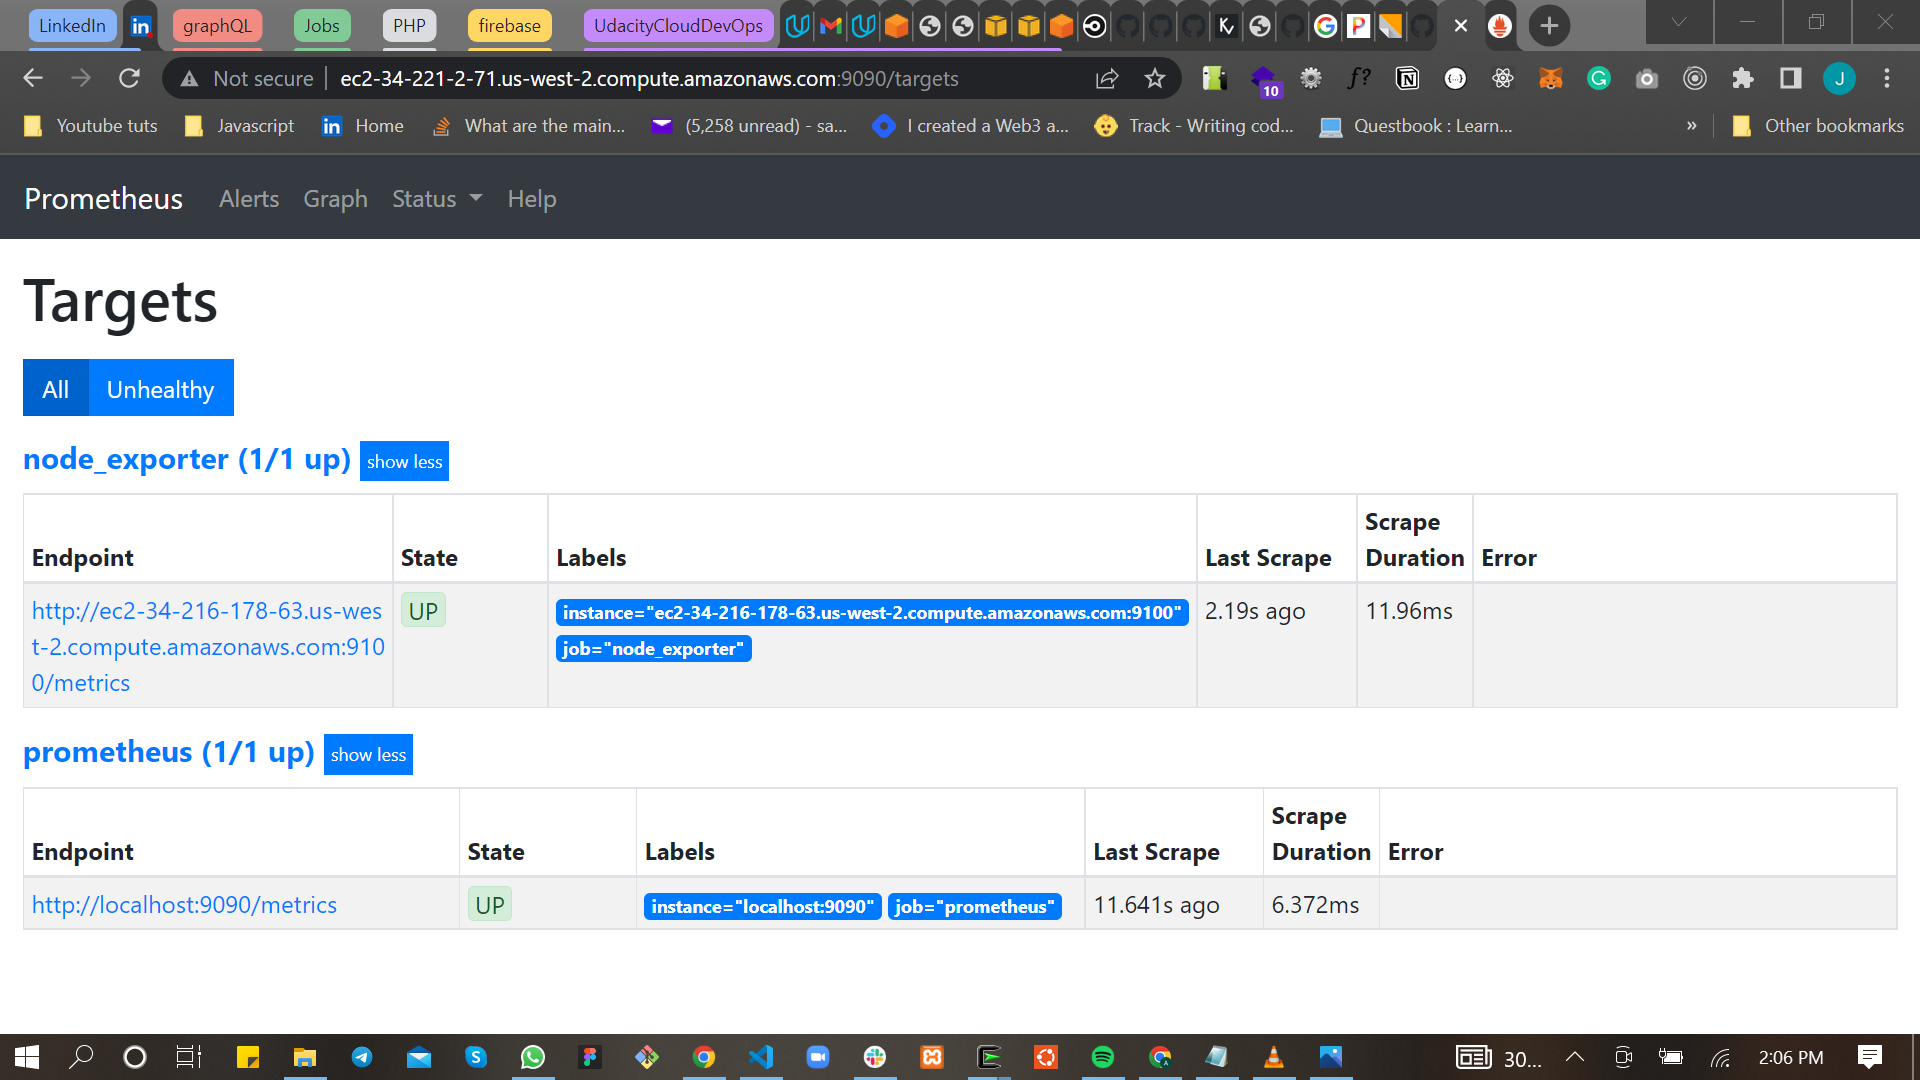 LinkedIn
graphQL
Jobs
PHP
firebase
UdacityCloudDevOps
Not secure
ec2-34-221-2-71.us-west-2.compute.amazonaws.com:9090/targets
10
J
Youtube tuts
Javascript
Home
What are the main...
(5,258 unread) - sa...
I created a Web3 a...
Track - Writing cod...
Questbook : Learn...
»
Other bookmarks
Prometheus
Alerts
Graph
Status
Help
Targets
All
Unhealthy
node_exporter (1/1 up)
show less
Endpoint
State
Labels
Last Scrape
Scrape
Duration
Error
http://ec2-34-216-178-63.us-wes
t-2.compute.amazonaws.com:910
0/metrics
UP
instance="ec2-34-216-178-63.us-west-2.compute.amazonaws.com:9100"
job="node_exporter"
2.19s ago
11.96ms
prometheus (1/1 up)
show less
Endpoint
State
Labels
Last Scrape
Scrape
Duration
Error
http://localhost:9090/metrics
UP
instance="localhost:9090"
job="prometheus"
11.641s ago
6.372ms
30...
2:06 PM